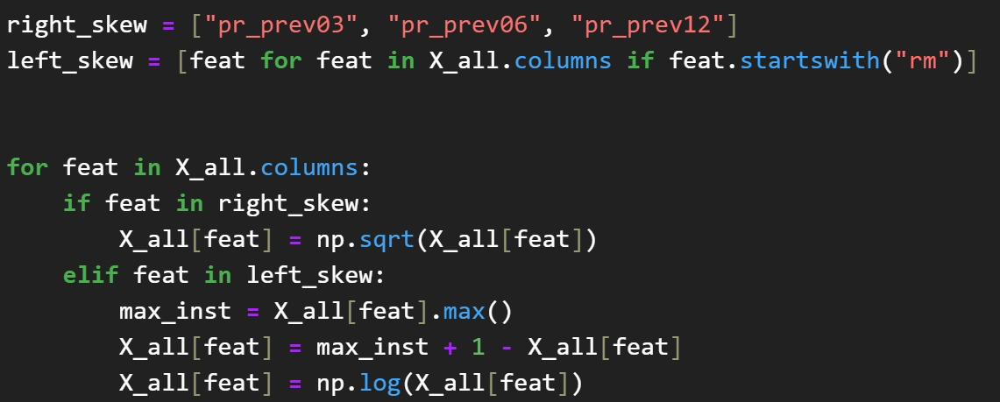 right_skew = ["pr_prev03", "pr_prev06", "pr_prev12"]
left_skew = [feat for feat in X_all.columns if feat.startswith("rm")]
for feat in X_all.columns:
    if feat in right_skew:
        X_all[feat] = np.sqrt(X_all[feat])
    elif feat in left_skew:
        max_inst = X_all[feat].max()
        X_all[feat] = max_inst + 1 - X_all[feat]
        X_all[feat] = np.log(X_all[feat])